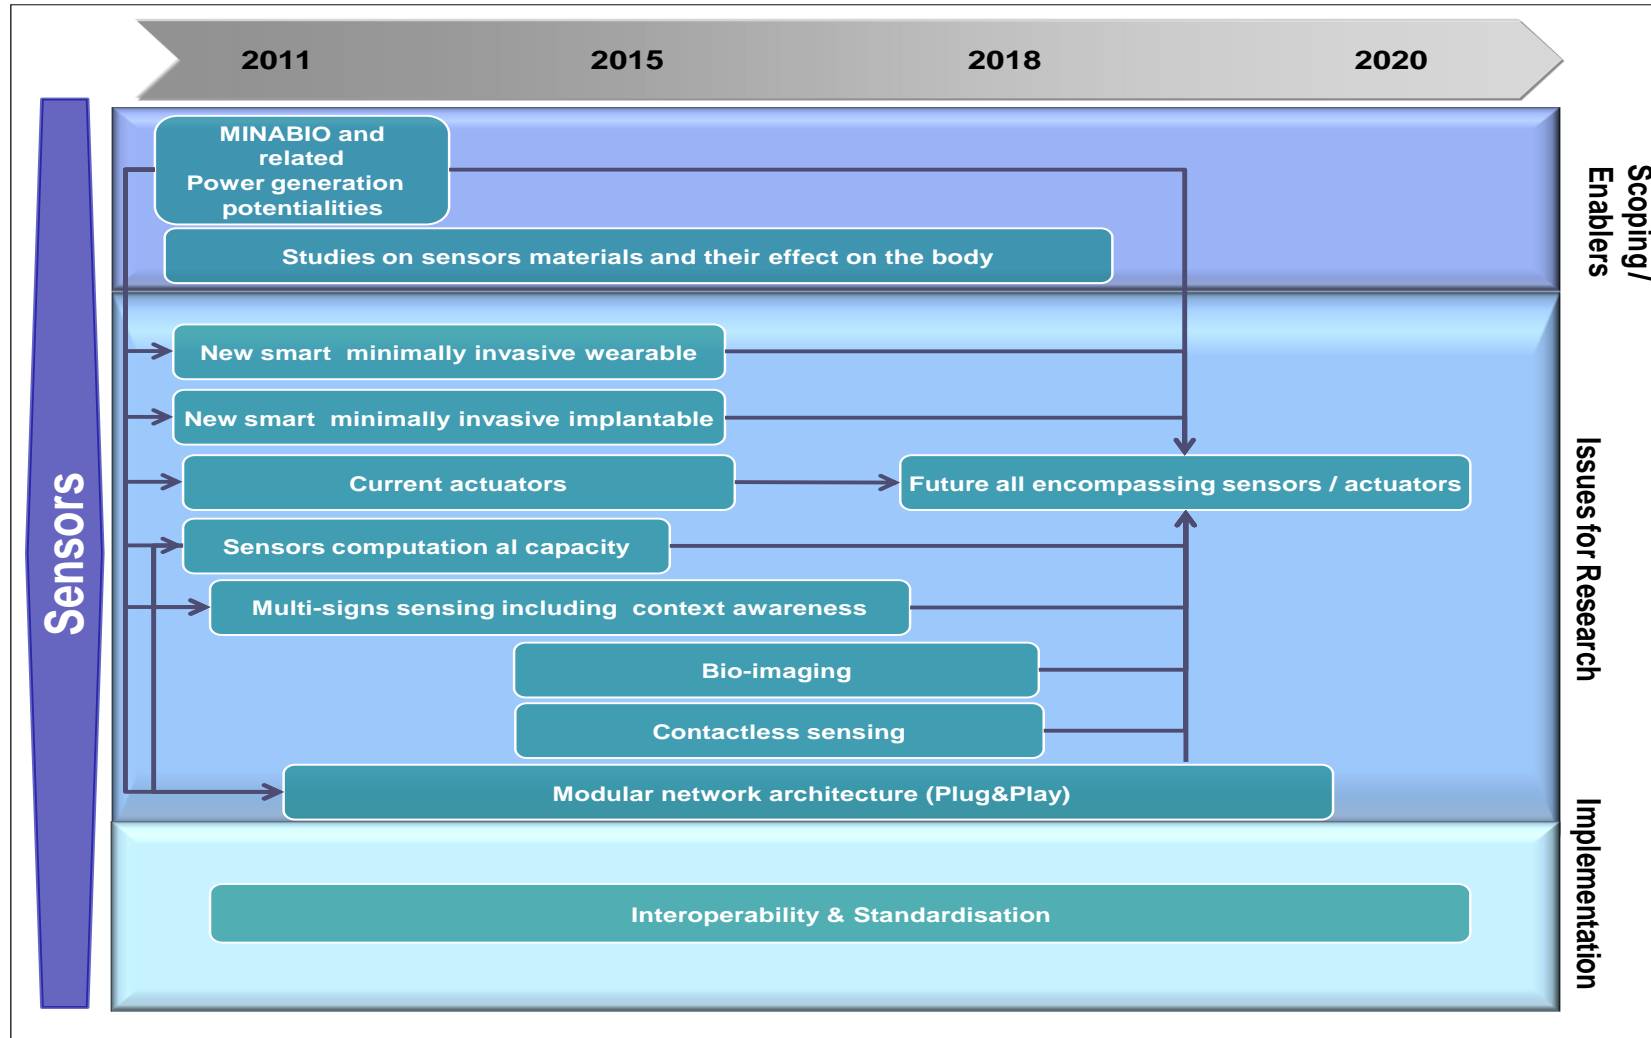 2011 2015 2018 2020
MINABIO and
related
Power generation
potentialities
Studies on sensors materials and their effect on the body
Scoping /
Enablers
Sensors
New smart minimally invasive wearable
New smart minimally invasive implantable
Current actuators
Future all encompassing sensors / actuators
Sensors computation al capacity
Multi-signs sensing including context awareness
Bio-imaging
Contactless sensing
Modular network architecture (Plug&Play)
Issues for Research
Interoperability & Standardisation
Implementation